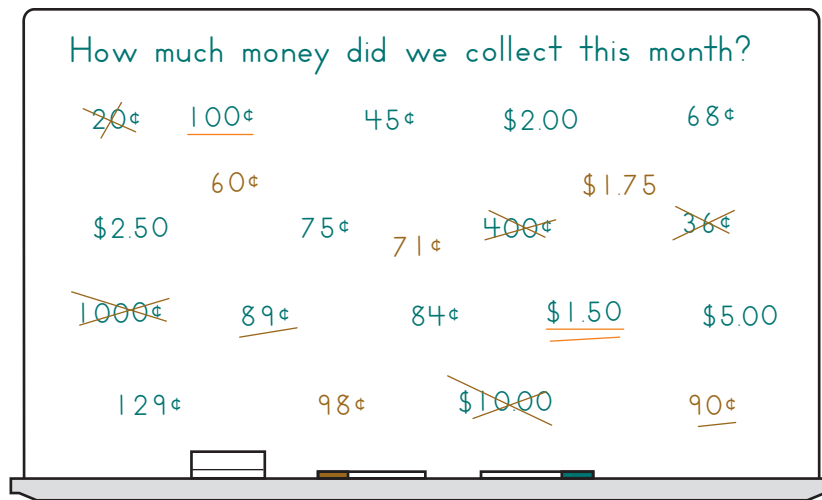 How much money did we collect this month?
20¢ 100¢ 45¢ $2.00 68¢
60¢ $1.75
$2.50 75¢ 71¢ 400¢ 36¢
1000¢ 89¢ 84¢ $1.50 $5.00
129¢ 98¢ $10.00 90¢